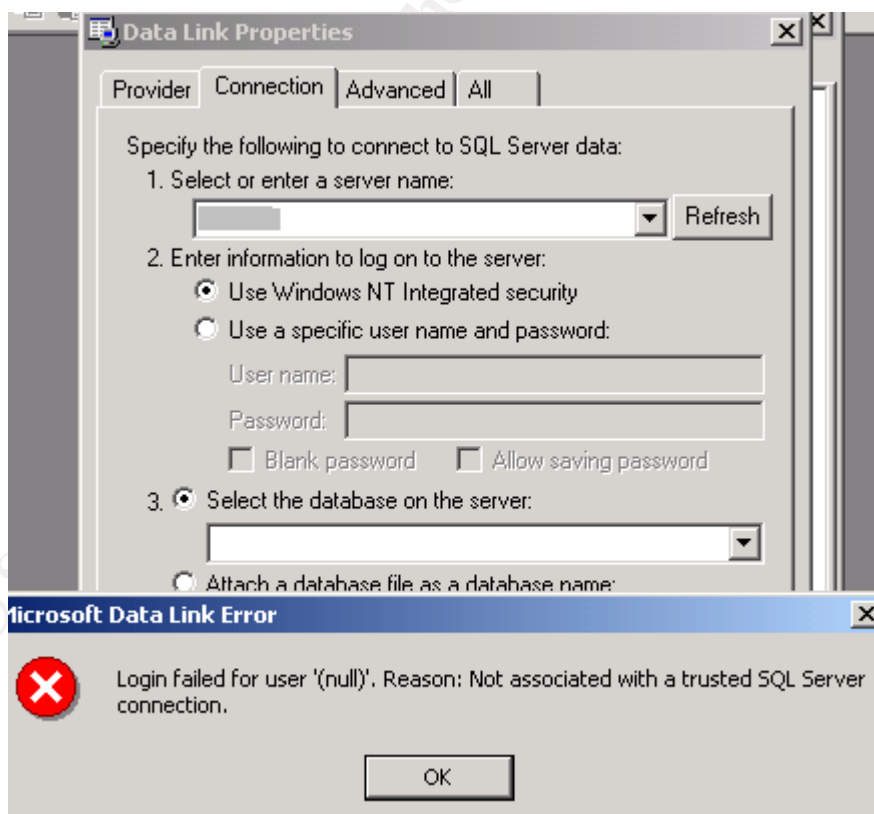 Data Link Properties
Provider Connection Advanced All
Specify the following to connect to SQL Server data:
1. Select or enter a server name:
Refresh
2. Enter information to log on to the server:
Use Windows NT Integrated security
Use a specific user name and password:
User name:
Password:
Blank password Allow saving password
3. Select the database on the server:
Attach a database file as a database name:
Microsoft Data Link Error
Login failed for user '(null)'. Reason: Not associated with a trusted SQL Server
connection.
OK